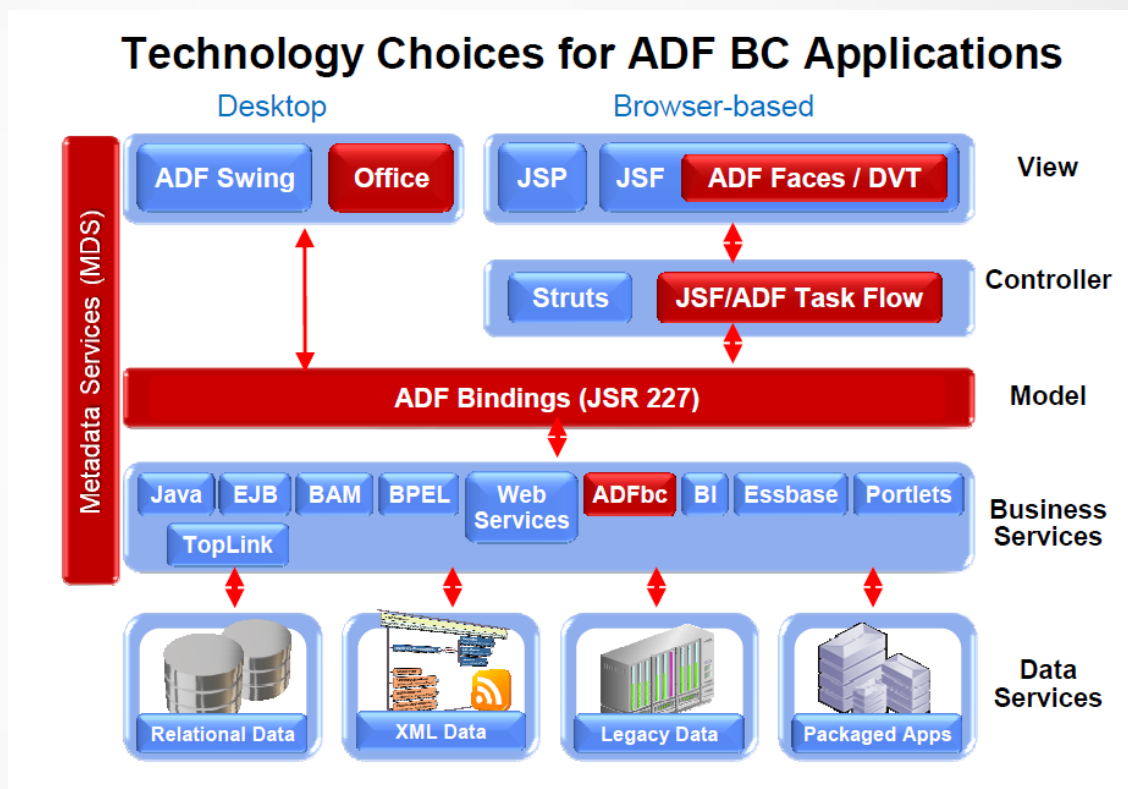 Technology Choices for ADF BC Applications
Desktop
Browser-based
Metadata Services (MDS)
ADF Swing
Office
JSP
JSF
ADF Faces / DVT
View
Struts
JSF/ADF Task Flow
Controller
ADF Bindings (JSR 227)
Model
Java
EJB
BAM
BPEL
Web
Services
ADFbc
BI
Essbase
Portlets
TopLink
Business
Services
Relational Data
XML Data
Legacy Data
Packaged Apps
Data
Services